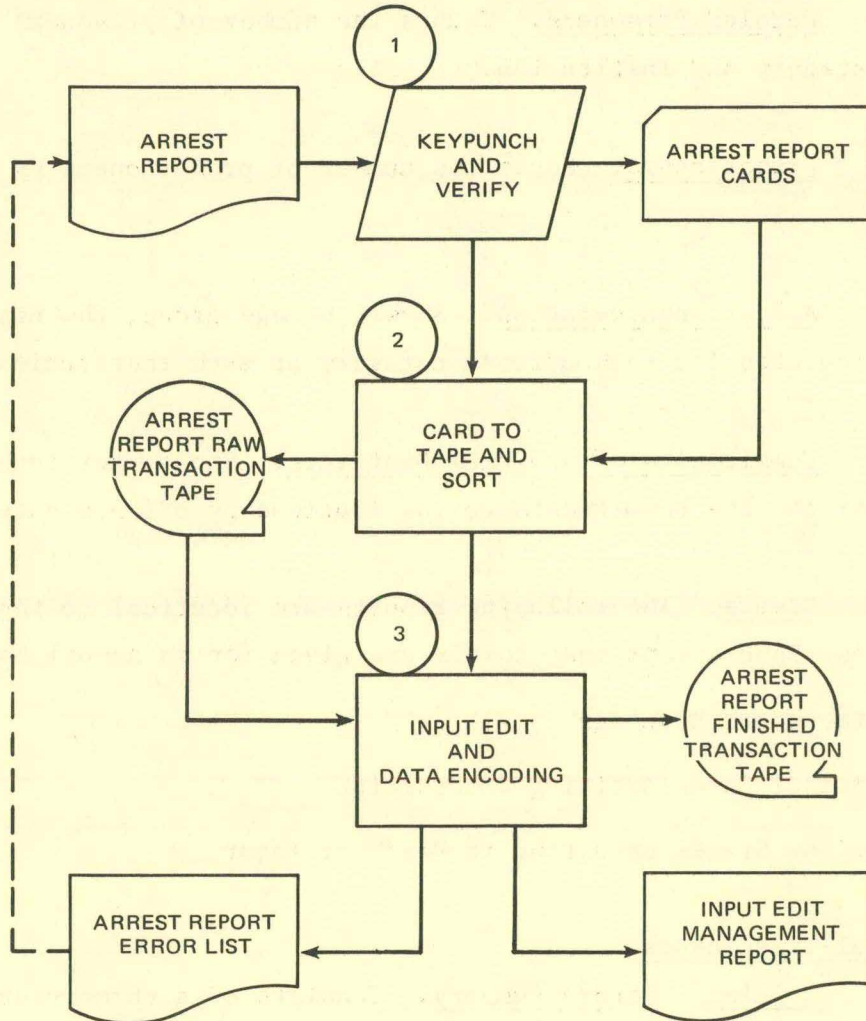 1
ARREST
REPORT
KEYPUNCH
AND
VERIFY
ARREST REPORT
CARDS
2
ARREST
REPORT RAW
TRANSACTION
TAPE
CARD TO
TAPE AND
SORT
3
INPUT EDIT
AND
DATA ENCODING
ARREST
REPORT
FINISHED
TRANSACTION
TAPE
ARREST REPORT
ERROR LIST
INPUT EDIT
MANAGEMENT
REPORT